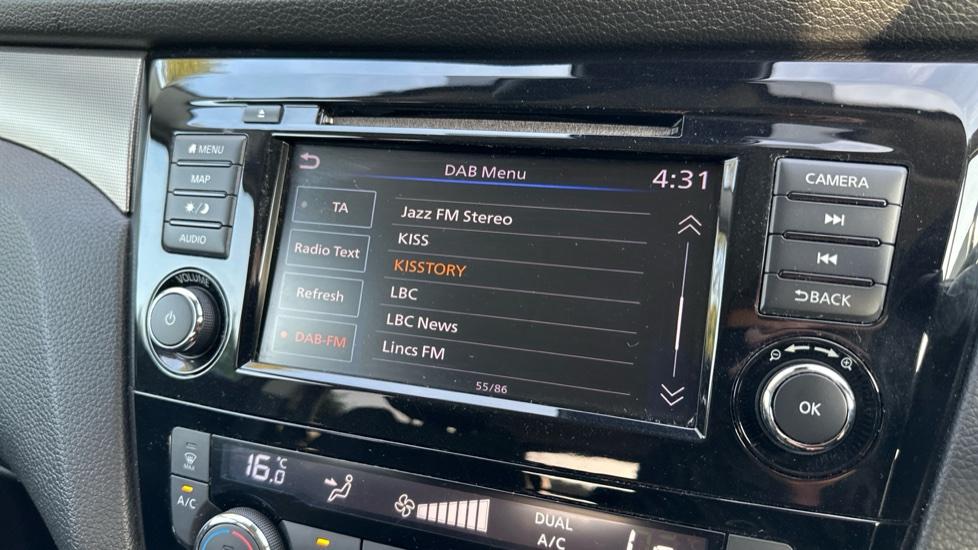 MENU
MAP
AUDIO
VOLUME
DAB Menu
4:31
TA
Radio Text
Refresh
DAB-FM
Jazz FM Stereo
KISS
KISSTORY
LBC
LBC News
Lincs FM
55/86
CAMERA
BACK
OK
MAX
A/C
16.0 °C
DUAL
A/C